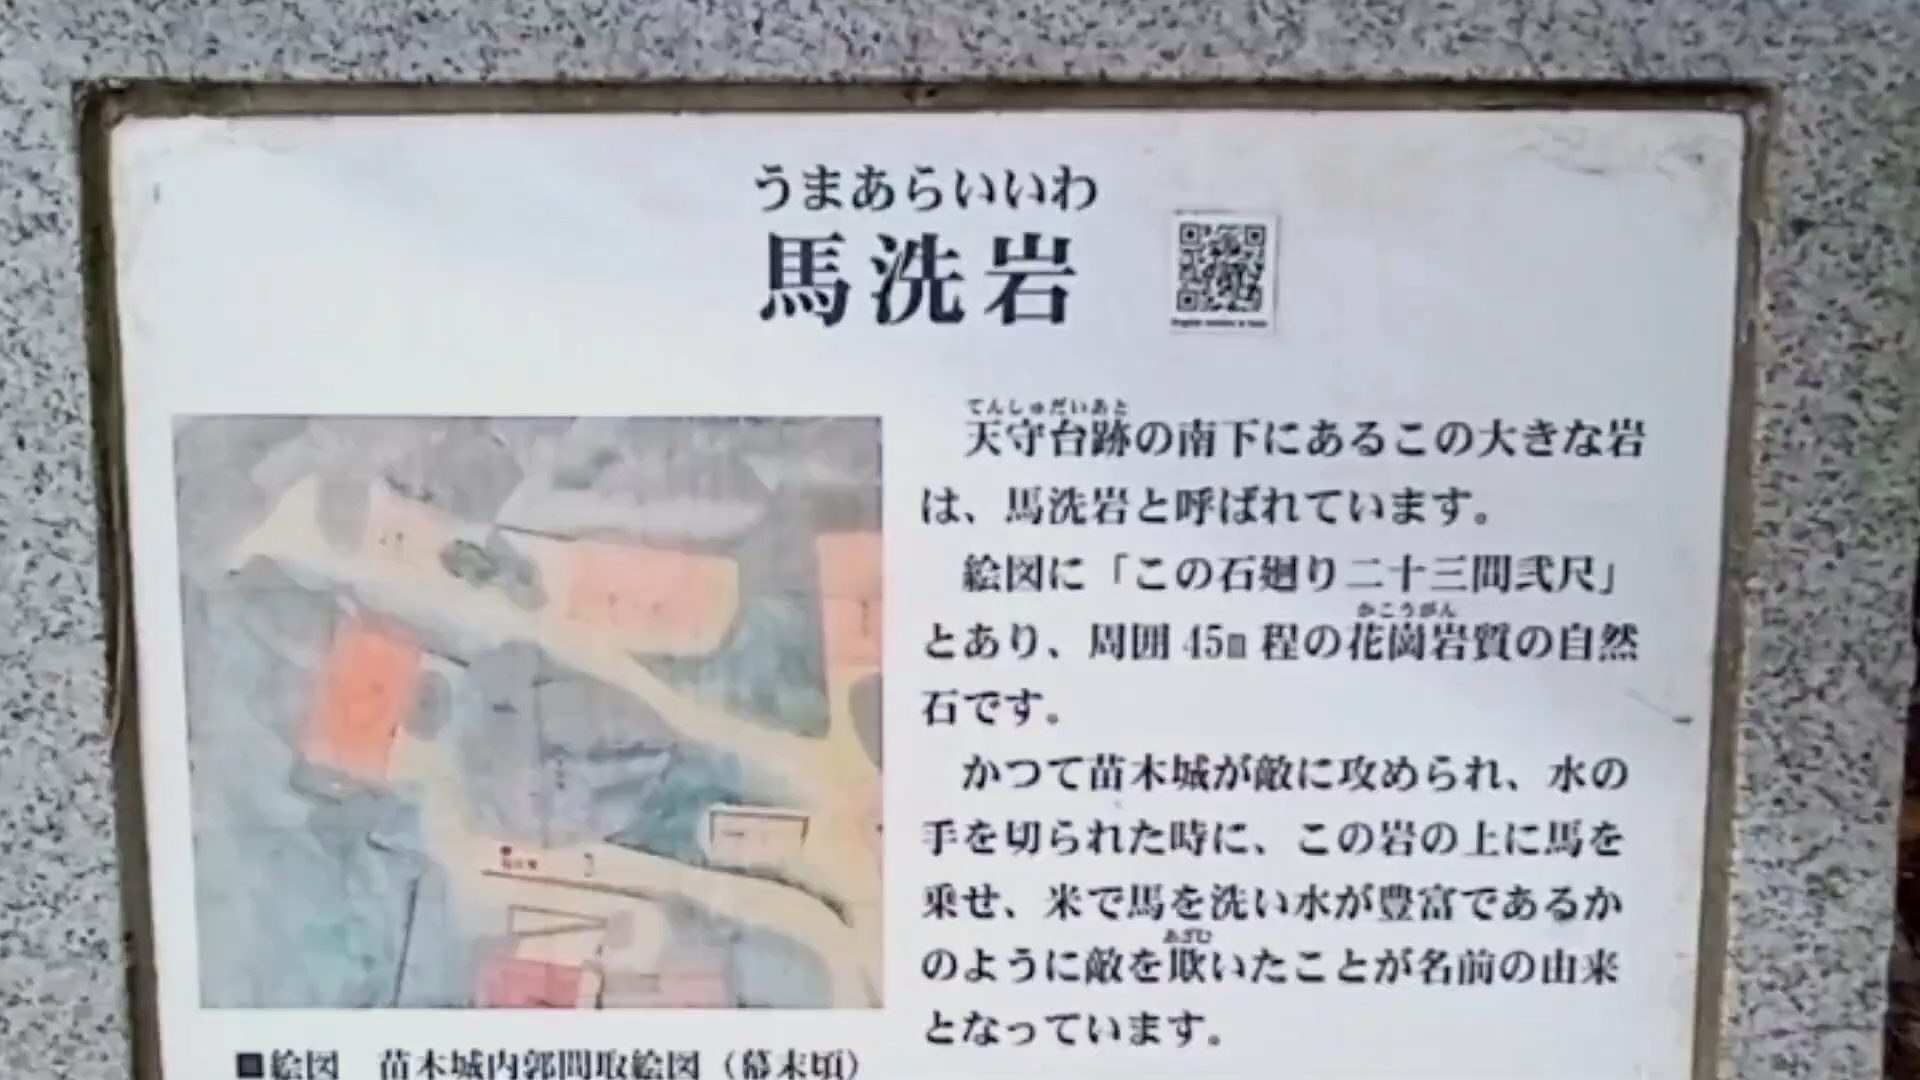 うまあらいいわ
馬洗岩
てんしゅだいあと
天守台跡の南下にあるこの大きな岩
は、馬洗岩と呼ばれています。
絵図に「この石廻り二十三間弐尺」
かこうがん
とあり、周囲45m程の花崗岩質の自然
石です。
かつて苗木城が敵に攻められ、水の
手を切られた時に、この岩の上に馬を
乗せ、米で馬を洗い水が豊富であるか
あざむ
のように敵を欺いたことが名前の由来
となっています。
■絵図 苗木城内郭間取絵図(幕末頃)